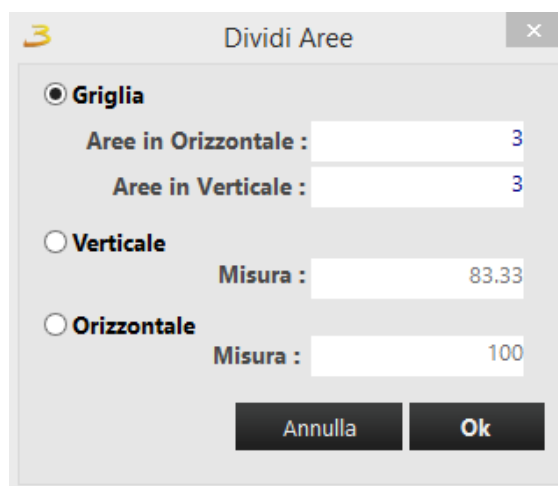 Dividi Aree
Griglia
Aree in Orizzontale : 3
Aree in Verticale : 3
Verticale
Misura : 83.33
Orizzontale
Misura : 100
Annulla Ok